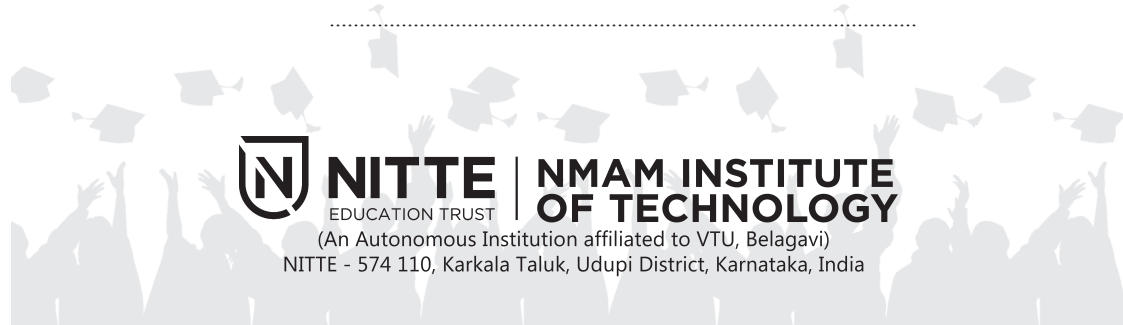 NITTE
EDUCATION TRUST
NMAM INSTITUTE
OF TECHNOLOGY
(An Autonomous Institution affiliated to VTU, Belagavi)
NITTE - 574 110, Karkala Taluk, Udupi District, Karnataka, India